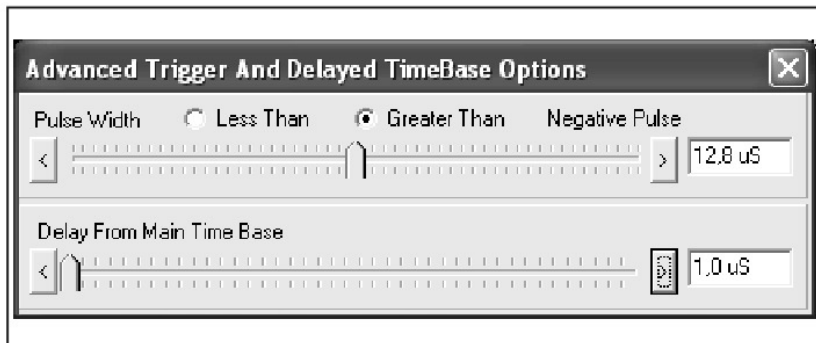 Advanced Trigger And Delayed TimeBase Options
Pulse Width Less Than Greater Than Negative Pulse
< > 12,8 uS
Delay From Main Time Base
< > 1,0 uS